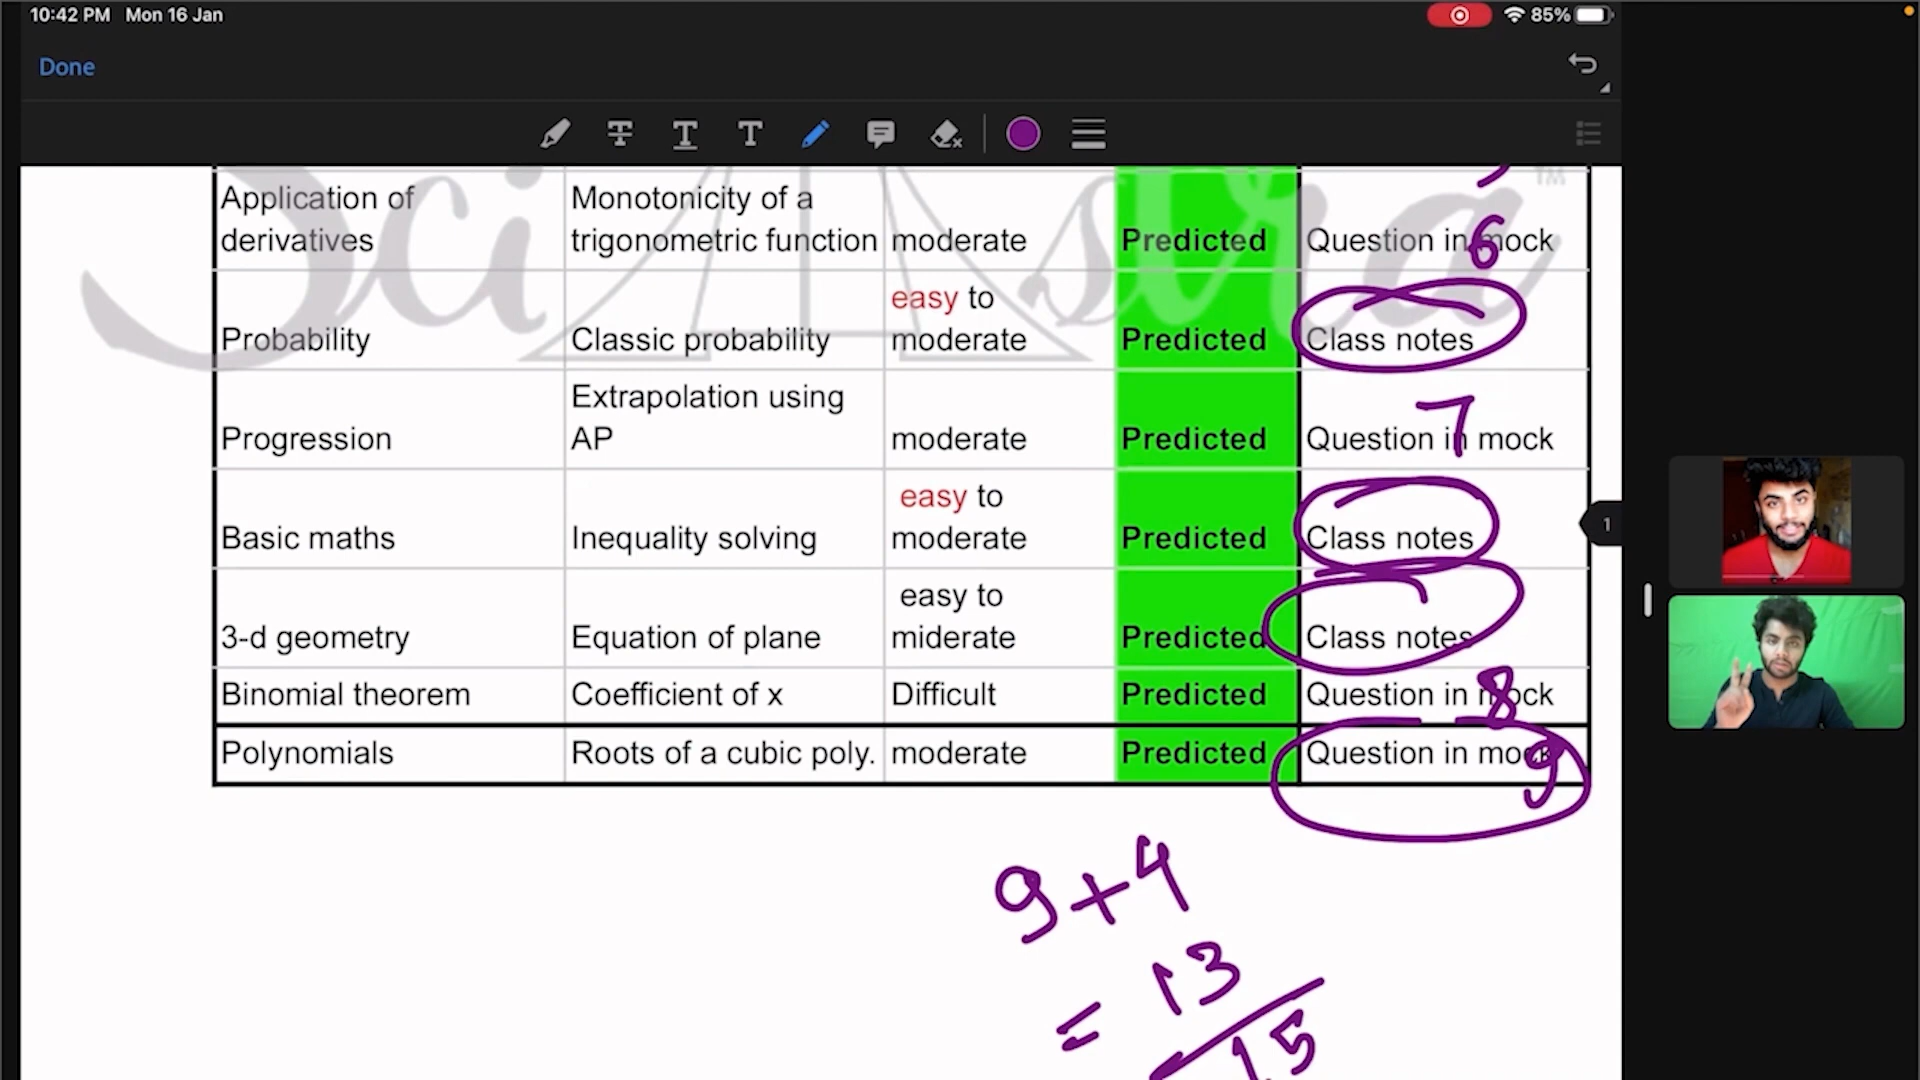 10:42 PM Mon 16 Jan
85%
Done
T T T
SciAstra™
Application of derivatives
Monotonicity of a trigonometric function
moderate
Predicted
Question in mock
6
Probability
Classic probability
easy to moderate
Predicted
Class notes
Progression
Extrapolation using AP
moderate
Predicted
Question in mock
7
Basic maths
Inequality solving
easy to moderate
Predicted
Class notes
1
3-d geometry
Equation of plane
easy to miderate
Predicted
Class notes
Binomial theorem
Coefficient of x
Difficult
Predicted
Question in mock
8
Polynomials
Roots of a cubic poly.
moderate
Predicted
Question in mock
9
9+4
= 13
15